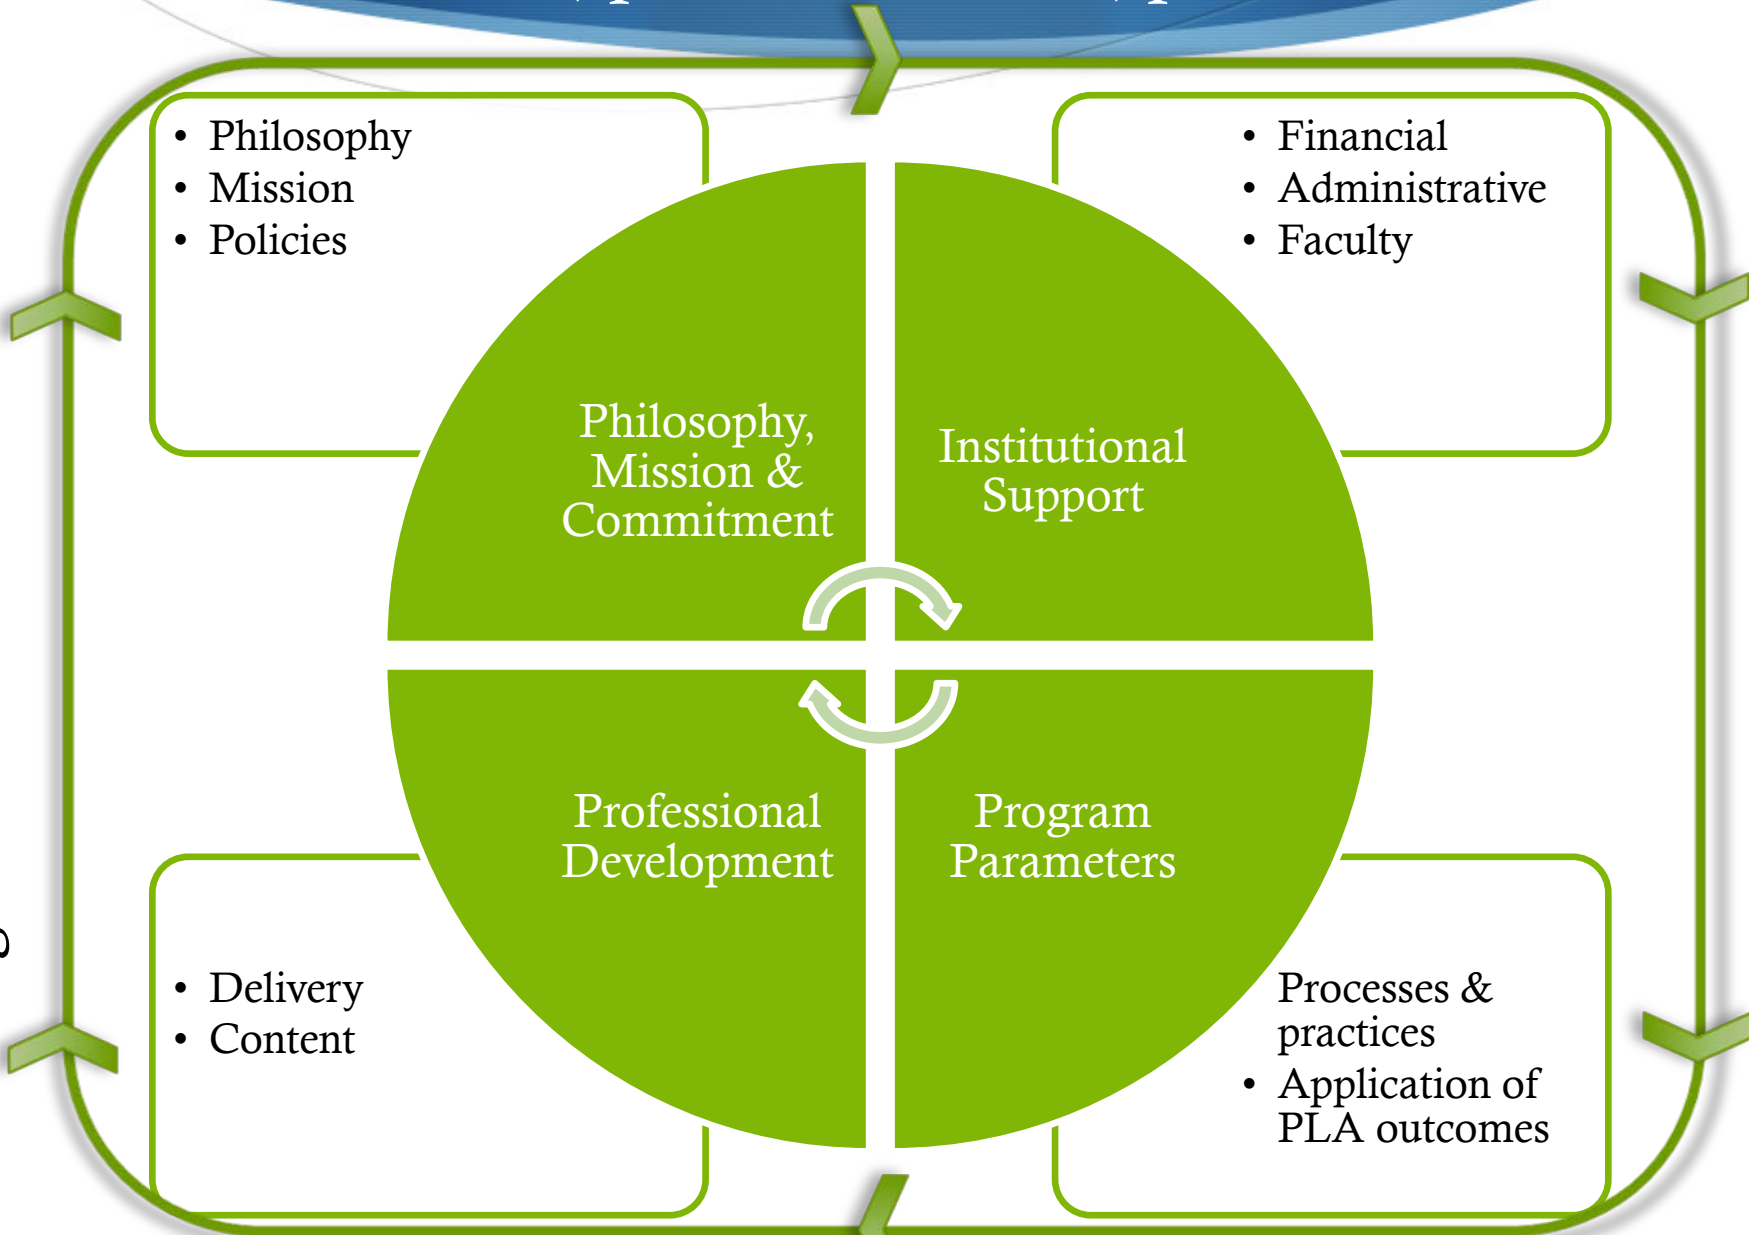 • Philosophy
• Mission
• Policies
• Financial
• Administrative
• Faculty
Philosophy,
Mission &
Commitment
Institutional
Support
Professional
Development
Program
Parameters
• Delivery
• Content
Processes &
practices
• Application of
PLA outcomes